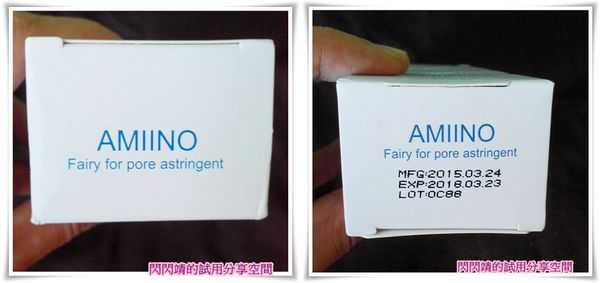 AMIINO
Fairy for pore astringent
閃閃靖的試用分享空間
AMIINO
Fairy for pore astringent
MFG:2015.03.24
EXP:2018.03.23
LOT:0C88
閃閃靖的試用分享空間